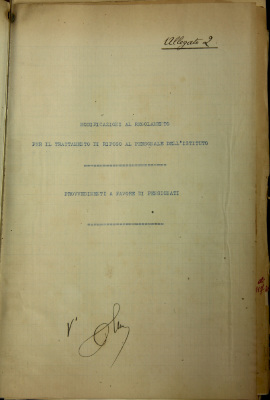 Allegato 2
MODIFICAZIONI AL REGOLAMENTO
PER IL TRATTAMENTO DI RIPOSO AL PERSONALE DELL'ISTITUTO
PROVVEDIMENTI A FAVORE DI PENSIONATI
V°